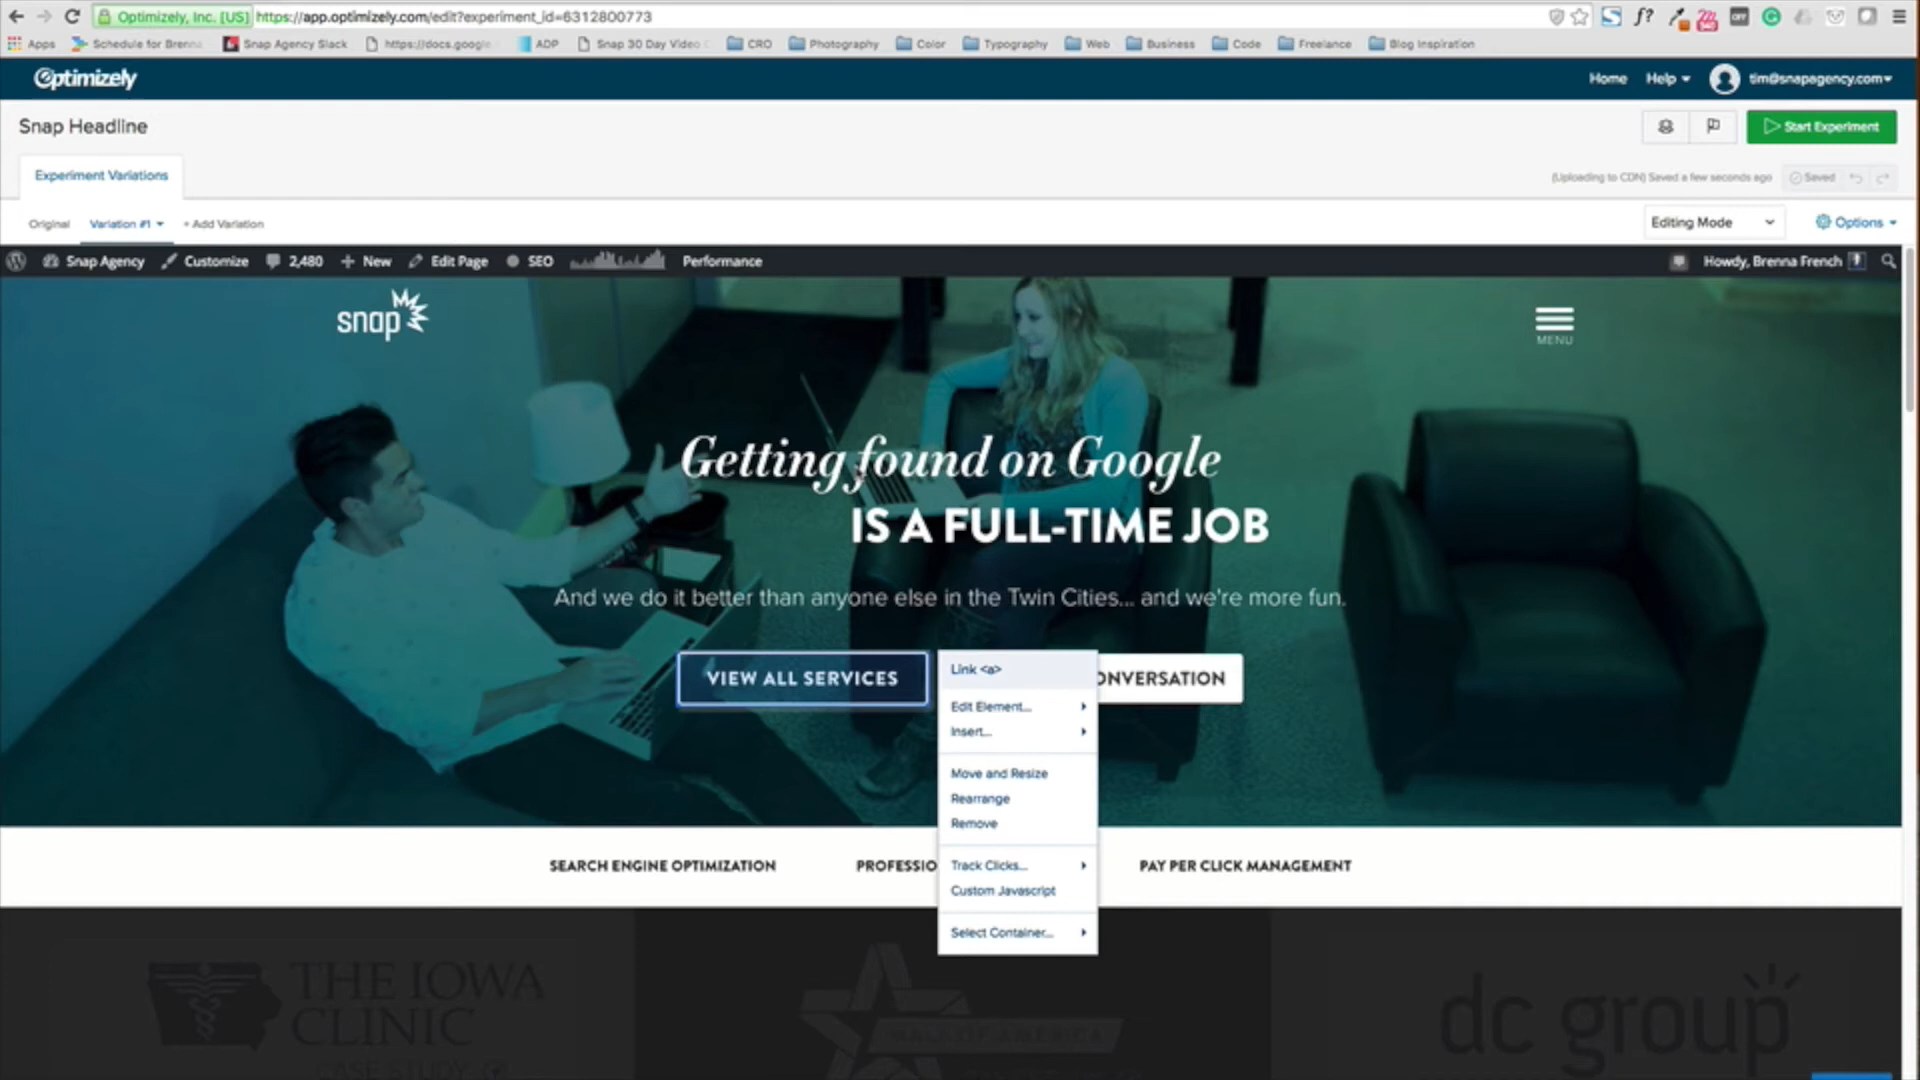 Optimizely, Inc. [US] https://app.optimizely.com/edit?experiment_id=6312800773
Apps Schedule for Brenna Snap Agency Slack https://docs.google. ADP Snap 30 Day Video CRO Photography Color Typography Web Business Code Freelance Blog Inspiration
Optimizely Home Help tim@snapagency.com
Snap Headline Start Experiment
Experiment Variations (Uploading to CDN) Saved a few seconds ago Saved
Original Variation #1 + Add Variation Editing Mode Options
Snap Agency Customize 2,480 New Edit Page SEO Performance Howdy, Brenna French
snap
MENU
Getting found on Google
IS A FULL-TIME JOB
And we do it better than anyone else in the Twin Cities... and we're more fun.
VIEW ALL SERVICES
ONVERSATION
Link <a>
Edit Element...
Insert...
Move and Resize
Rearrange
Remove
Track Clicks...
Custom Javascript
Select Container...
SEARCH ENGINE OPTIMIZATION PROFESSIO PAY PER CLICK MANAGEMENT
THE IOWA
CLINIC
CASE STUDY
MALL OF AMERICA
dc group